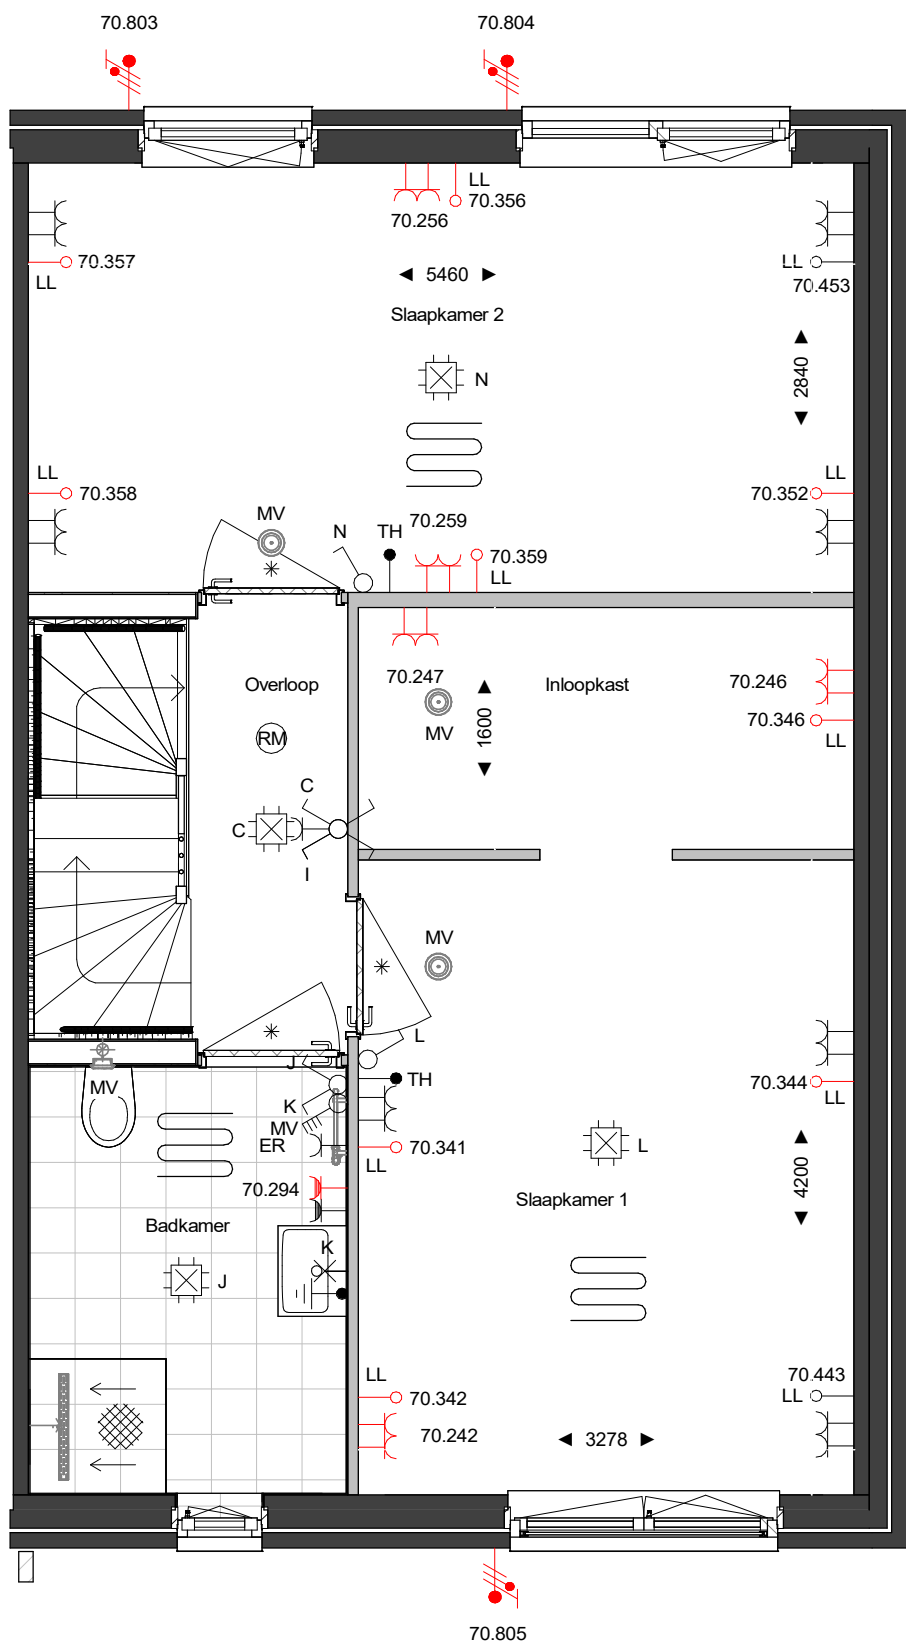 70.803
70.804
LL
70.356
70.256
70.357
LL
LL
70.453
5460
Slaapkamer 2
2840
N
LL
70.358
LL
70.352
MV
N
TH
70.259
70.359
LL
Overloop
70.247
Inloopkast
70.246
70.346
LL
RM
MV
1600
C
C
I
MV
L
J
MV
K
MV
ER
TH
70.341
LL
70.344
LL
L
4200
70.294
Slaapkamer 1
Badkamer
K
J
LL
70.342
70.242
70.443
LL
3278
70.805